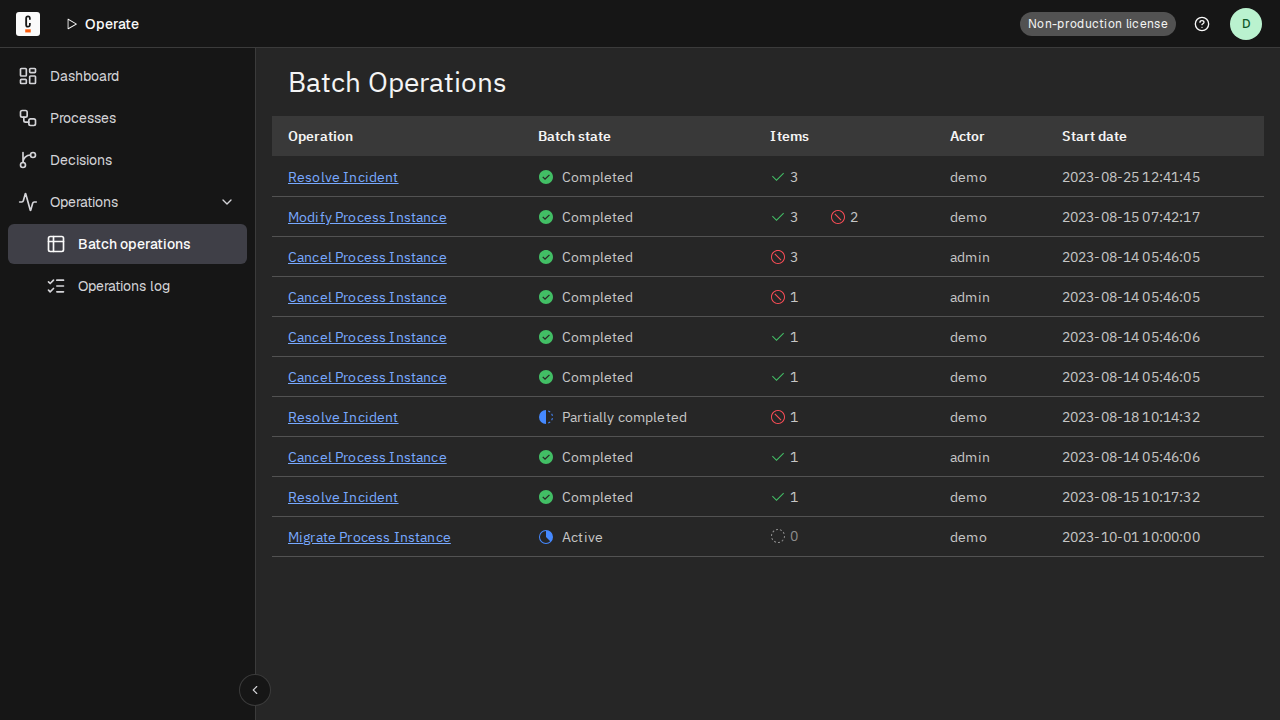 C Operate Non-production license D
Dashboard
Processes
Decisions
Operations
Batch operations
Operations log
Batch Operations
Operation Batch state Items Actor Start date
Resolve Incident Completed 3 demo 2023-08-25 12:41:45
Modify Process Instance Completed 3 2 demo 2023-08-15 07:42:17
Cancel Process Instance Completed 3 admin 2023-08-14 05:46:05
Cancel Process Instance Completed 1 admin 2023-08-14 05:46:05
Cancel Process Instance Completed 1 demo 2023-08-14 05:46:06
Cancel Process Instance Completed 1 demo 2023-08-14 05:46:05
Resolve Incident Partially completed 1 demo 2023-08-18 10:14:32
Cancel Process Instance Completed 1 admin 2023-08-14 05:46:06
Resolve Incident Completed 1 demo 2023-08-15 10:17:32
Migrate Process Instance Active 0 demo 2023-10-01 10:00:00